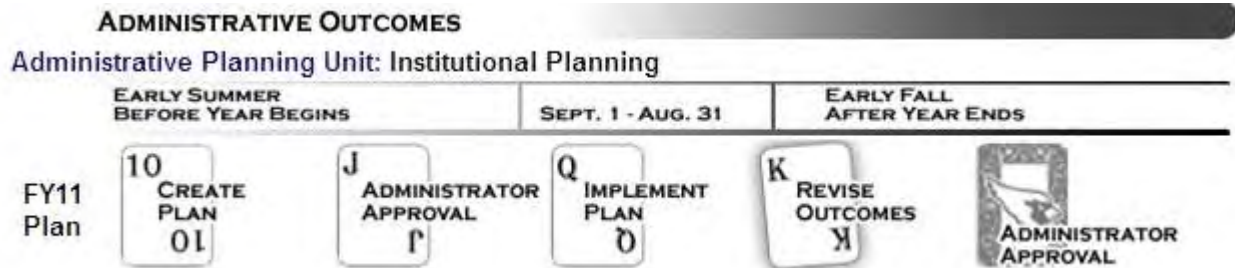 ADMINISTRATIVE OUTCOMES
Administrative Planning Unit: Institutional Planning
EARLY SUMMER
BEFORE YEAR BEGINS
SEPT. 1 - AUG. 31
EARLY FALL
AFTER YEAR ENDS
FY11
Plan
10
CREATE
PLAN
10
J
ADMINISTRATOR
APPROVAL
J
Q
IMPLEMENT
PLAN
Q
K
REVISE
OUTCOMES
K
ADMINISTRATOR
APPROVAL